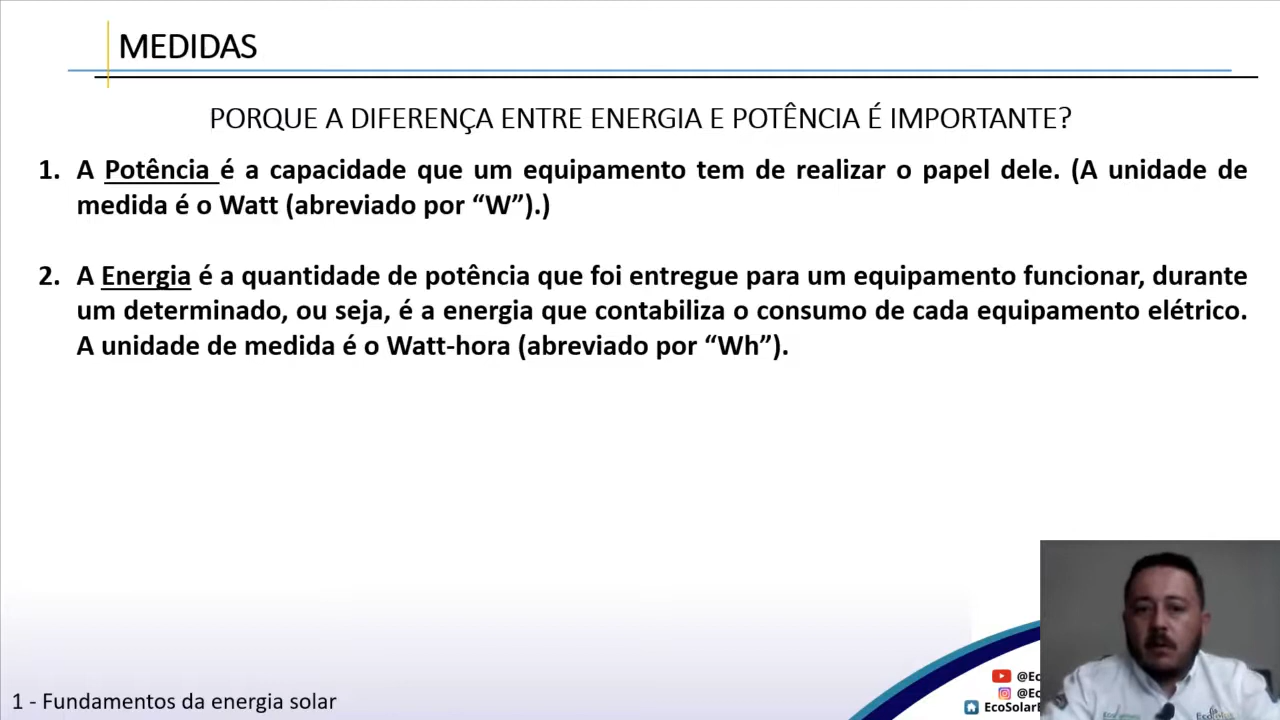 MEDIDAS
PORQUE A DIFERENÇA ENTRE ENERGIA E POTÊNCIA É IMPORTANTE?
1. A Potência é a capacidade que um equipamento tem de realizar o papel dele. (A unidade de
medida é o Watt (abreviado por “W”).)
2. A Energia é a quantidade de potência que foi entregue para um equipamento funcionar, durante
um determinado, ou seja, é a energia que contabiliza o consumo de cada equipamento elétrico.
A unidade de medida é o Watt-hora (abreviado por “Wh”).
@Ec
@Ec
EcoSolar
1 - Fundamentos da energia solar